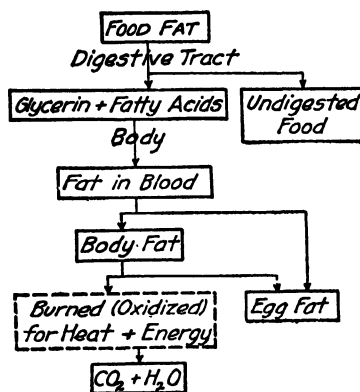 FOOD FAT
Digestive Tract
Glycerin + Fatty Acids
Undigested
Food
Body
Fat in Blood
Body Fat
Burned (Oxidized)
for Heat + Energy
Egg Fat
CO₂ + H₂O